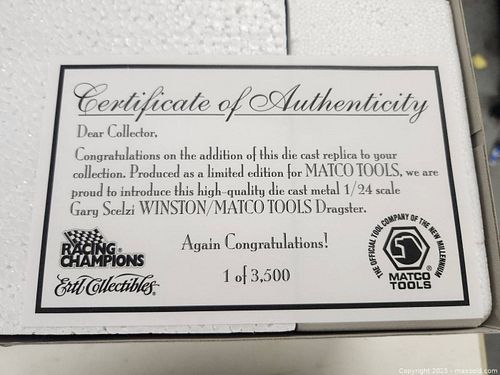 Certificate of Authenticity
Dear Collector,
Congratulations on the addition of this die cast replica to your
collection. Produced as a limited edition for MATCO TOOLS, we are
proud to introduce this high-quality die cast metal 1/24 scale
Gary Scelzi WINSTON/MATCO TOOLS Dragster.
Again Congratulations!
1 of 3,500
RACING
CHAMPIONS
Ertl Collectibles
THE OFFICIAL TOOL COMPANY OF THE NEW MILLENNIUM
5
MATCO
TOOLS
Copyright 2025 - maxsold.com